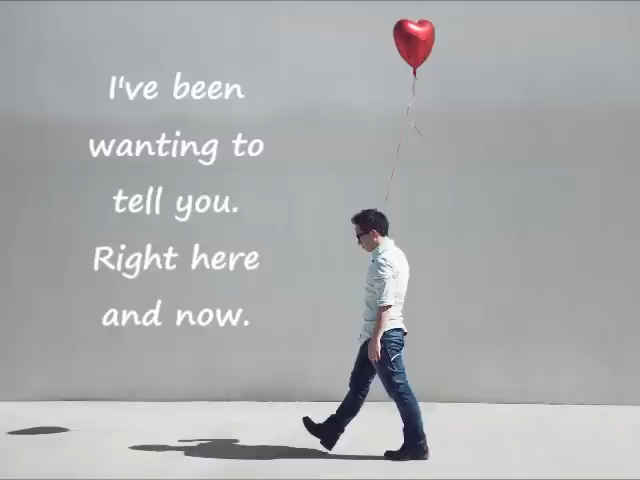 I've been
wanting to
tell you.
Right here
and now.